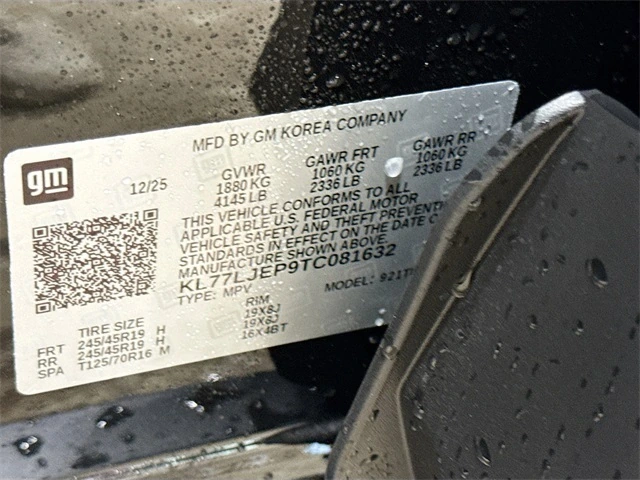 MFD BY GM KOREA COMPANY
gm
12/25
GVWR GAWR FRT GAWR RR
1880 KG 1060 KG 1060 KG
4145 LB 2336 LB 2336 LB
THIS VEHICLE CONFORMS TO ALL
APPLICABLE U.S. FEDERAL MOTOR
VEHICLE SAFETY AND THEFT PREVENTI
STANDARDS IN EFFECT ON THE DATE O
MANUFACTURE SHOWN ABOVE.
KL77LJEP9TC081632
TYPE: MPV MODEL: 921T
TIRE SIZE RIM
FRT 245/45R19 H 19X8J
RR 245/45R19 H 19X8J
SPA T125/70R16 M 16X4BT